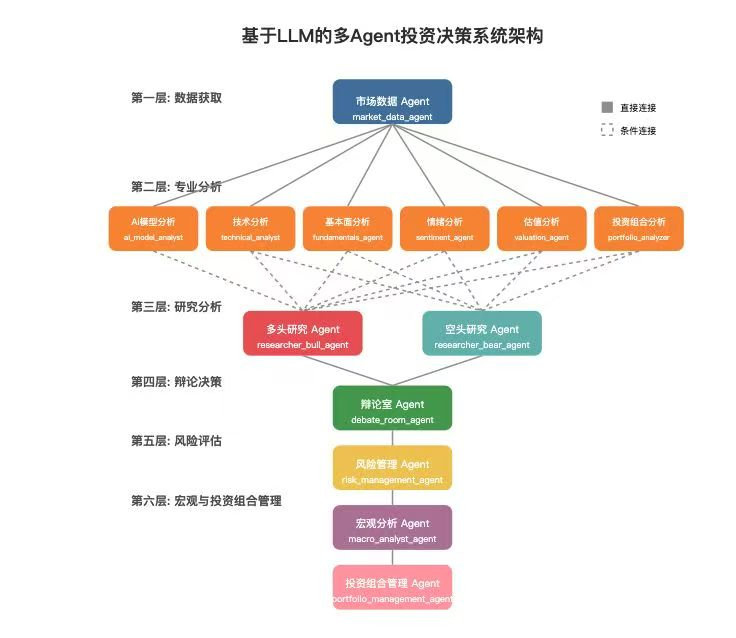 基于LLM的多Agent投资决策系统架构
第一层: 数据获取
市场数据 Agent
market_data_agent
直接连接
条件连接
第二层: 专业分析
AI模型分析
ai_model_analyst
技术分析
technical_analyst
基本面分析
fundamentals_agent
情绪分析
sentiment_agent
估值分析
valuation_agent
投资组合分析
portfolio_analyzer
第三层: 研究分析
多头研究 Agent
researcher_bull_agent
空头研究 Agent
researcher_bear_agent
第四层: 辩论决策
辩论室 Agent
debate_room_agent
第五层: 风险评估
风险管理 Agent
risk_management_agent
第六层: 宏观与投资组合管理
宏观分析 Agent
macro_analyst_agent
投资组合管理 Agent
portfolio_management_agent